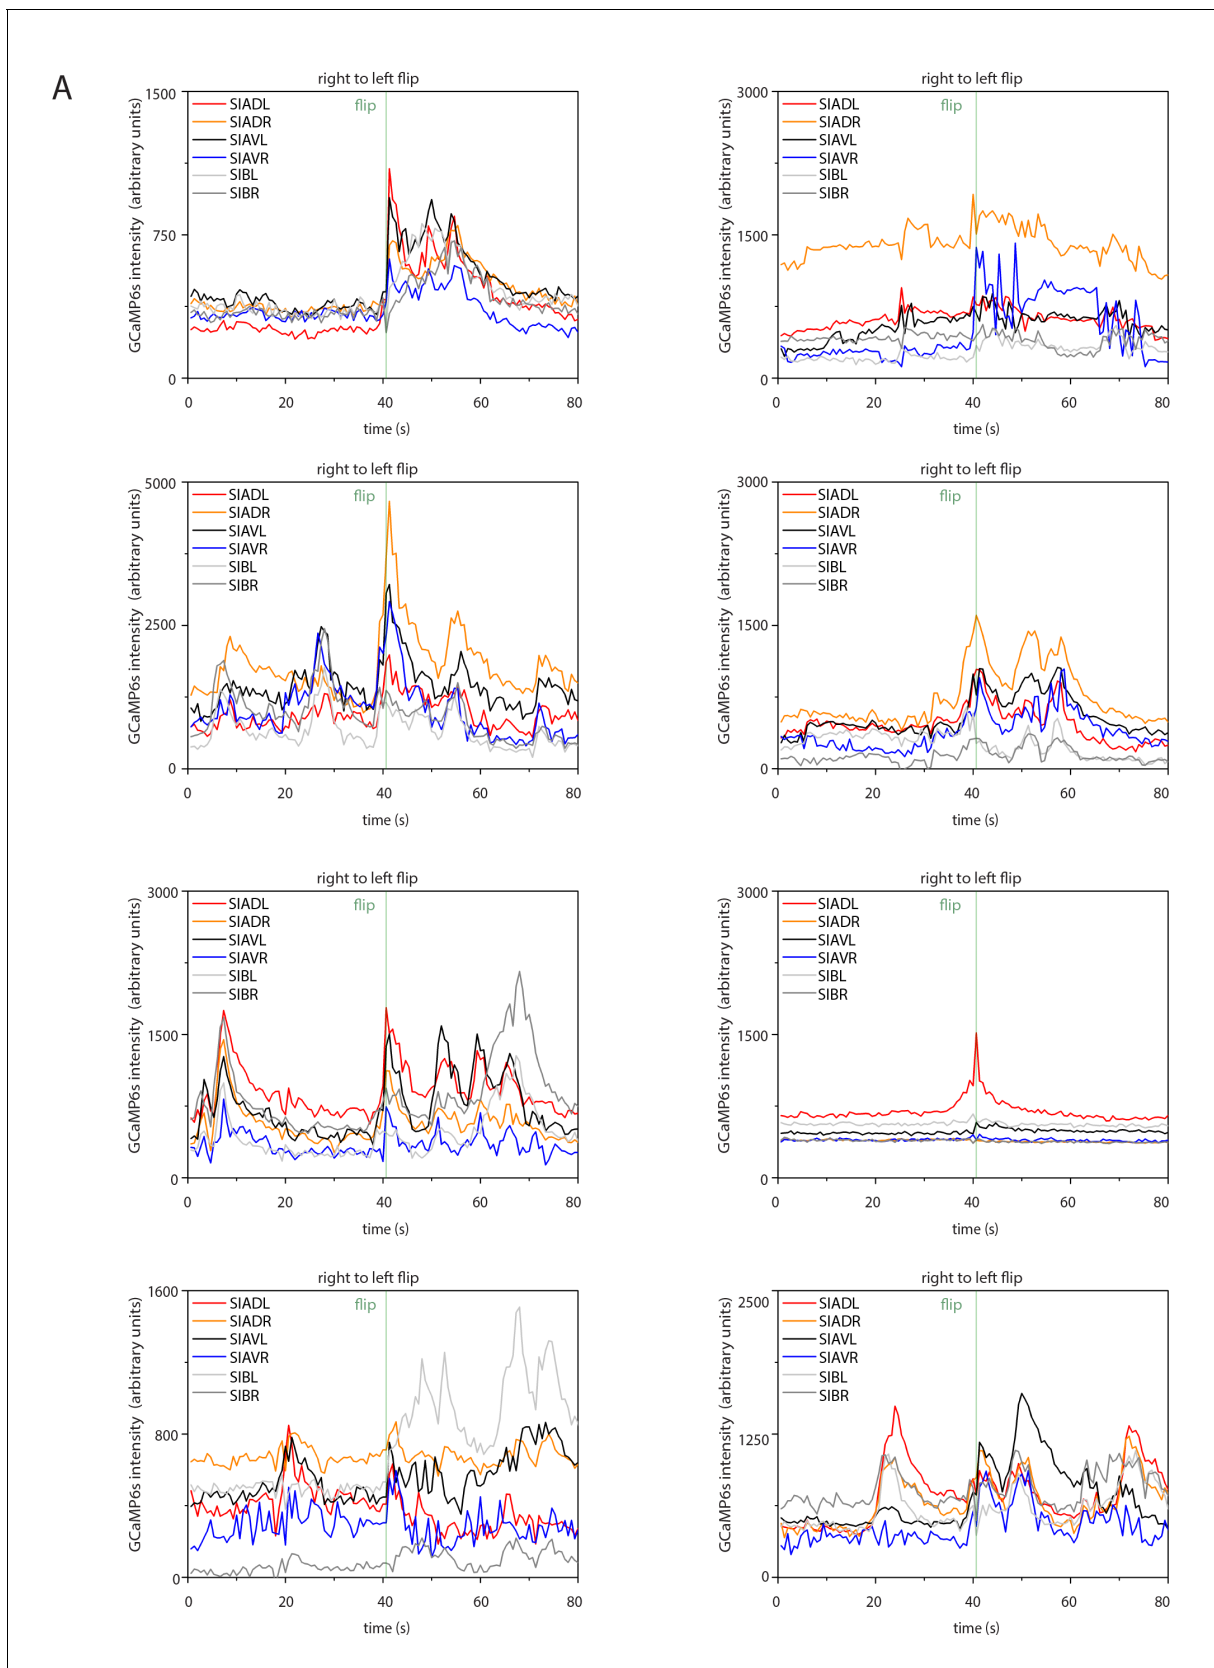 A
right to left flip
GCaMP6s intensity (arbitrary units)
1500
750
0
flip
SIADL
SIADR
SIAVL
SIAVR
SIBL
SIBR
0 20 40 60 80
time (s)
right to left flip
GCaMP6s intensity (arbitrary units)
3000
1500
0
flip
SIADL
SIADR
SIAVL
SIAVR
SIBL
SIBR
0 20 40 60 80
time (s)
right to left flip
GCaMP6s intensity (arbitrary units)
5000
2500
0
flip
SIADL
SIADR
SIAVL
SIAVR
SIBL
SIBR
0 20 40 60 80
time (s)
right to left flip
GCaMP6s intensity (arbitrary units)
3000
1500
0
flip
SIADL
SIADR
SIAVL
SIAVR
SIBL
SIBR
0 20 40 60 80
time (s)
right to left flip
GCaMP6s intensity (arbitrary units)
3000
1500
0
flip
SIADL
SIADR
SIAVL
SIAVR
SIBL
SIBR
0 20 40 60 80
time (s)
right to left flip
GCaMP6s intensity (arbitrary units)
3000
1500
0
flip
SIADL
SIADR
SIAVL
SIAVR
SIBL
SIBR
0 20 40 60 80
time (s)
right to left flip
GCaMP6s intensity (arbitrary units)
1600
800
0
flip
SIADL
SIADR
SIAVL
SIAVR
SIBL
SIBR
0 20 40 60 80
time (s)
right to left flip
GCaMP6s intensity (arbitrary units)
2500
1250
0
flip
SIADL
SIADR
SIAVL
SIAVR
SIBL
SIBR
0 20 40 60 80
time (s)